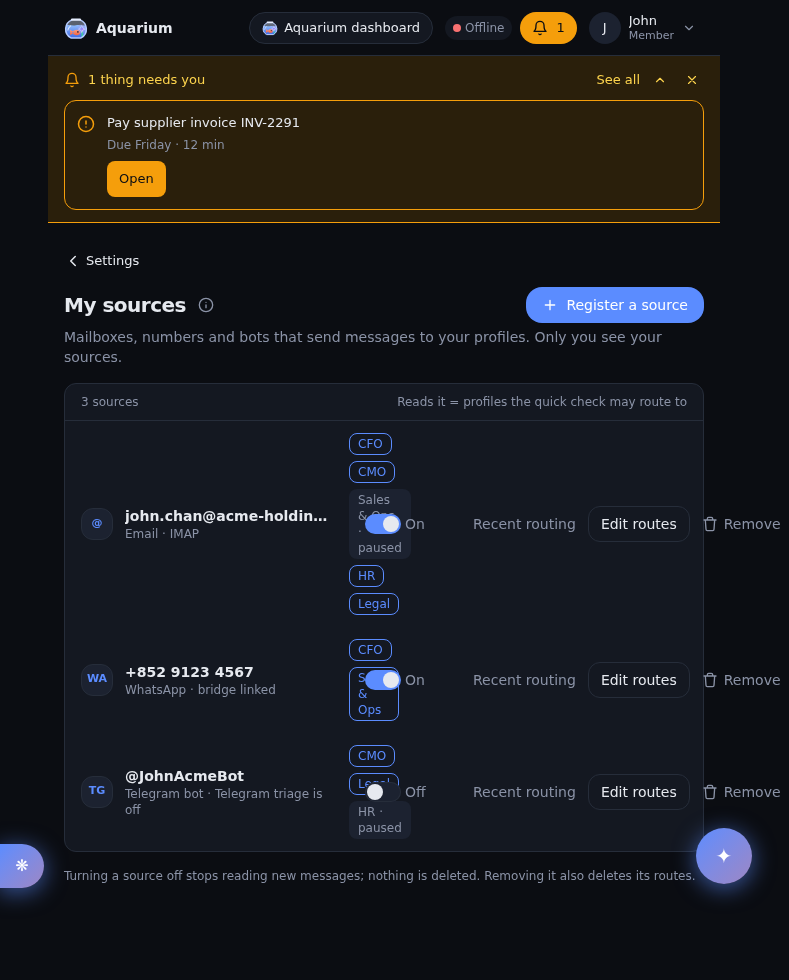 Aquarium
Aquarium dashboard
Offline
1
J
John
Member
1 thing needs you
See all
Pay supplier invoice INV-2291
Due Friday · 12 min
Open
Settings
My sources
Register a source
Mailboxes, numbers and bots that send messages to your profiles. Only you see your
sources.
3 sources
Reads it = profiles the quick check may route to
@
john.chan@acme-holdin…
Email · IMAP
CFO
CMO
Sales
& Ops
·
paused
HR
Legal
On
Recent routing
Edit routes
Remove
WA
+852 9123 4567
WhatsApp · bridge linked
CFO
&
Ops
On
Recent routing
Edit routes
Remove
TG
@JohnAcmeBot
Telegram bot · Telegram triage is
off
CMO
Legal
HR ·
paused
Off
Recent routing
Edit routes
Remove
Turning a source off stops reading new messages; nothing is deleted. Removing it also deletes its routes.